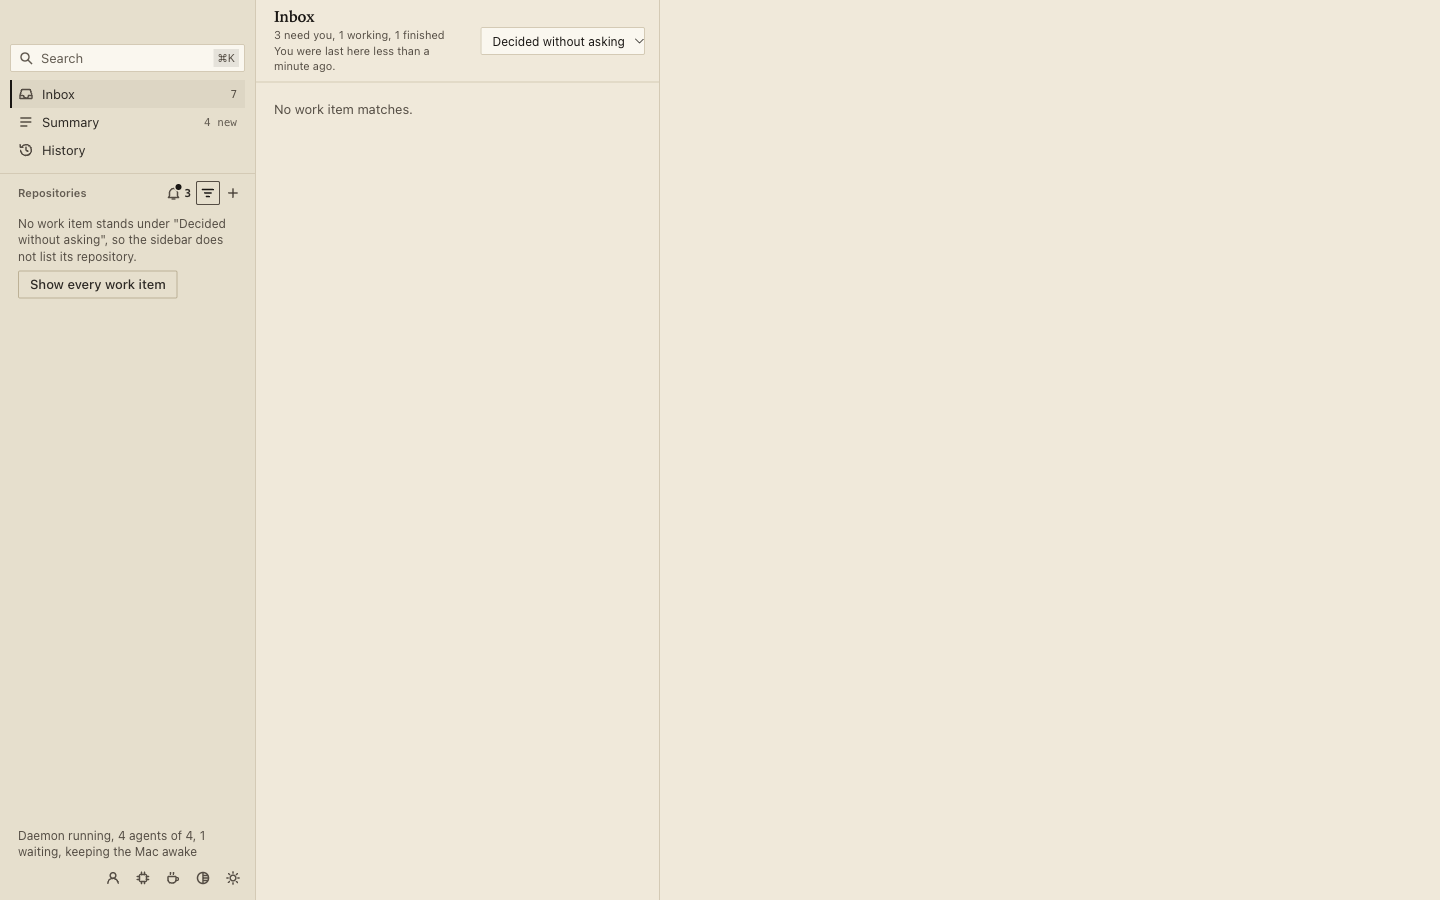 Search ⌘K
Inbox 7
Summary 4 new
History
Repositories 3
No work item stands under "Decided
without asking", so the sidebar does
not list its repository.
Show every work item
Daemon running, 4 agents of 4, 1
waiting, keeping the Mac awake
Inbox
3 need you, 1 working, 1 finished
You were last here less than a
minute ago.
Decided without asking
No work item matches.